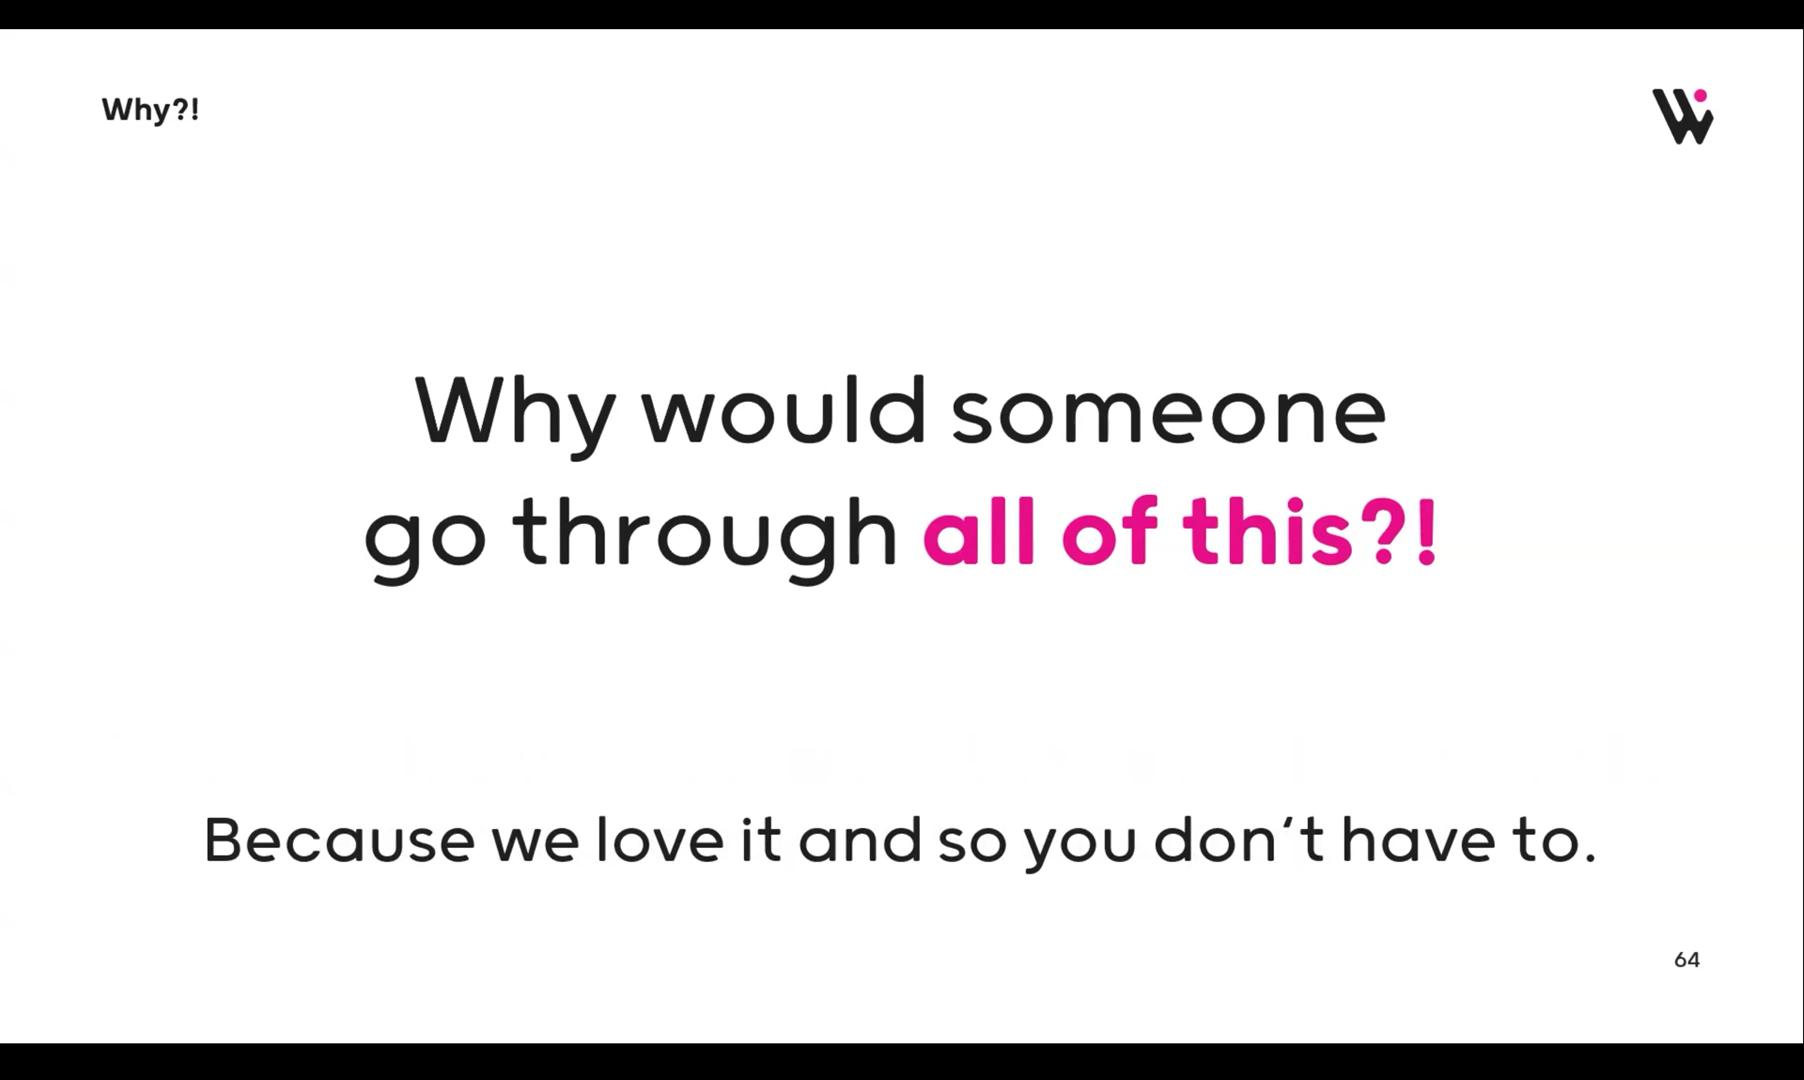 Why?!
Why would someone
go through all of this?!
Because we love it and so you don't have to.
64